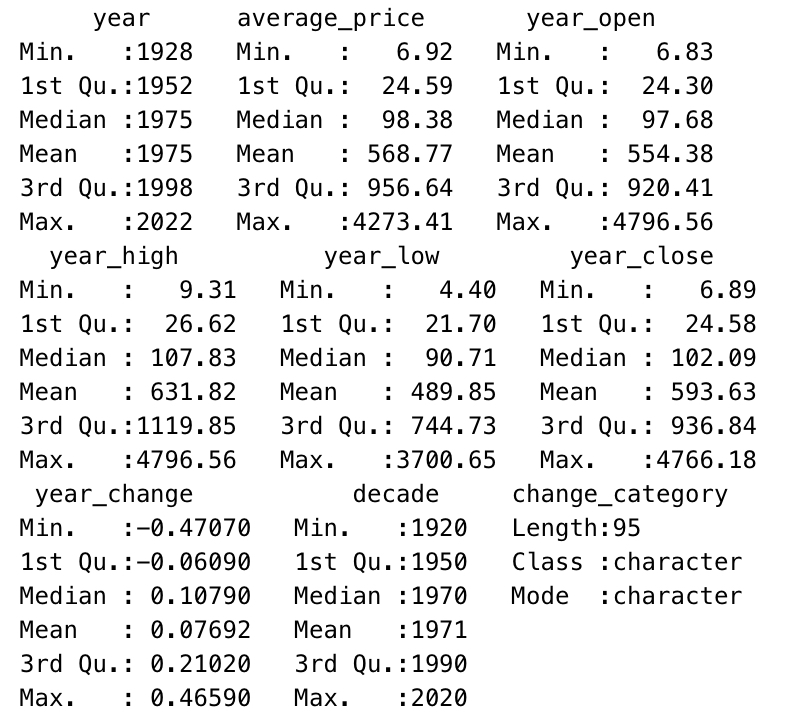 year      average_price       year_open
 Min.   :1928   Min.   :   6.92   Min.   :   6.83
 1st Qu.:1952   1st Qu.:  24.59   1st Qu.:  24.30
 Median :1975   Median :  98.38   Median :  97.68
 Mean   :1975   Mean   : 568.77   Mean   : 554.38
 3rd Qu.:1998   3rd Qu.: 956.64   3rd Qu.: 920.41
 Max.   :2022   Max.   :4273.41   Max.   :4796.56
   year_high          year_low         year_close
 Min.   :   9.31   Min.   :   4.40   Min.   :   6.89
 1st Qu.:  26.62   1st Qu.:  21.70   1st Qu.:  24.58
 Median : 107.83   Median :  90.71   Median : 102.09
 Mean   : 631.82   Mean   : 489.85   Mean   : 593.63
 3rd Qu.:1119.85   3rd Qu.: 744.73   3rd Qu.: 936.84
 Max.   :4796.56   Max.   :3700.65   Max.   :4766.18
  year_change           decade     change_category
 Min.   :-0.47070   Min.   :1920   Length:95
 1st Qu.:-0.06090   1st Qu.:1950   Class :character
 Median : 0.10790   Median :1970   Mode  :character
 Mean   : 0.07692   Mean   :1971
 3rd Qu.: 0.21020   3rd Qu.:1990
 Max.   : 0.46590   Max.   :2020